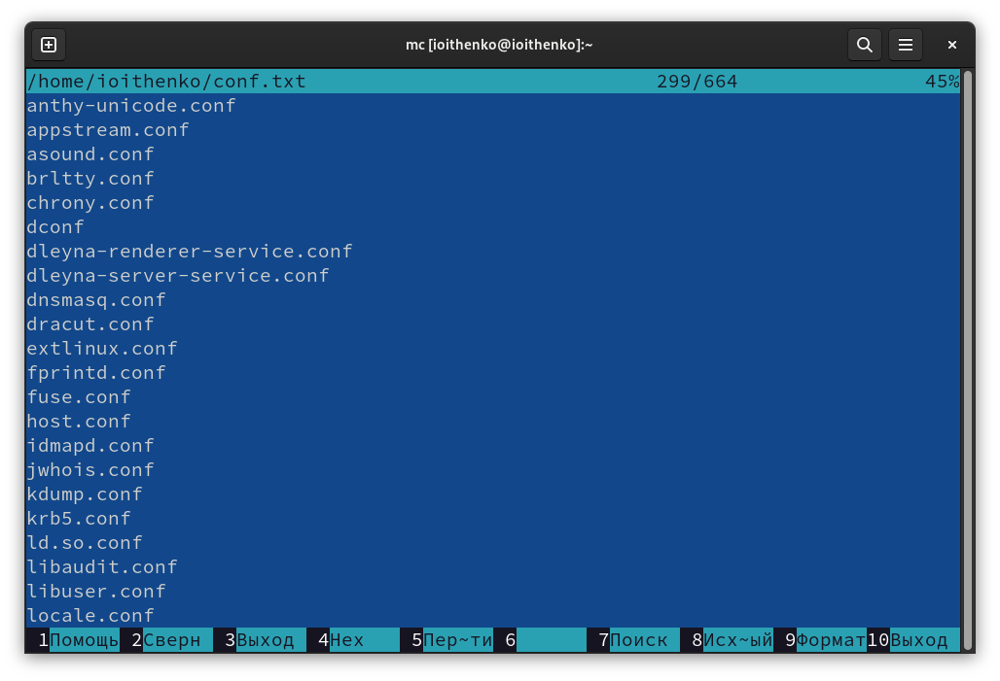 mc [ioithenko@ioithenko]:~
/home/ioithenko/conf.txt 299/664 45%
anthy-unicode.conf
appstream.conf
asound.conf
brltty.conf
chrony.conf
dconf
dleyna-renderer-service.conf
dleyna-server-service.conf
dnsmasq.conf
dracut.conf
extlinux.conf
fprintd.conf
fuse.conf
host.conf
idmapd.conf
jwhois.conf
kdump.conf
krb5.conf
ld.so.conf
libaudit.conf
libuser.conf
locale.conf
1Помощь 2Сверн 3Выход 4Hex 5Пер~ти 6 7Поиск 8Исх~ый 9Формат10Выход